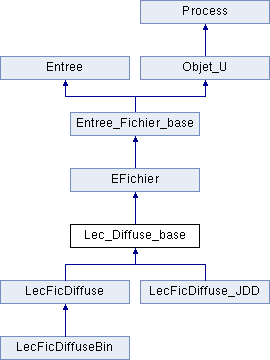 Process
Entree
Objet_U
Entree_Fichier_base
EFichier
Lec_Diffuse_base
LecFicDiffuse
LecFicDiffuse_JDD
LecFicDiffuseBin